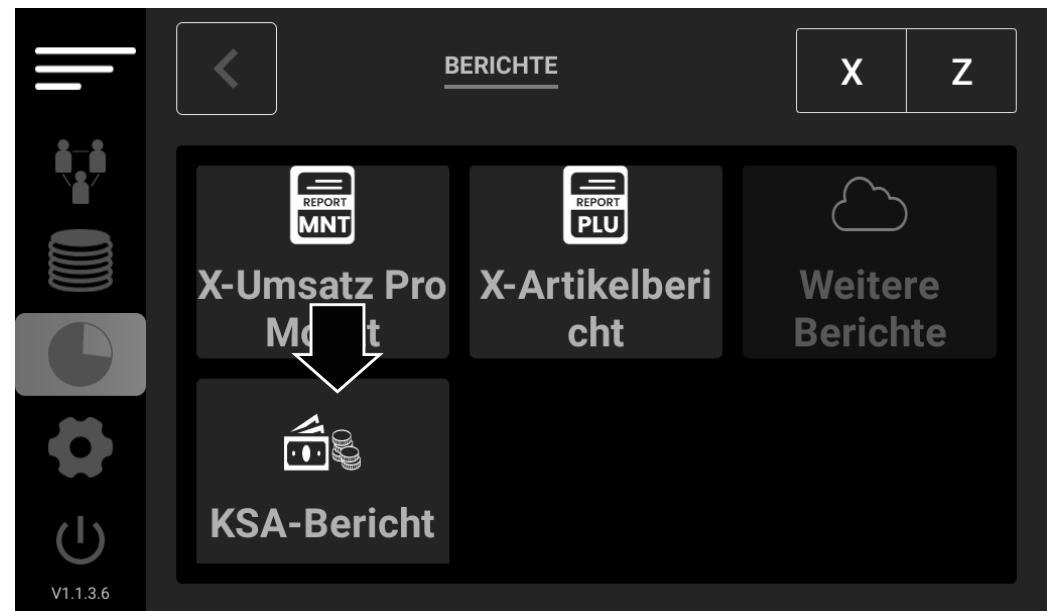 BERICHTE
X
Z
REPORT
MNT
X-Umsatz Pro
REPORT
PLU
X-Artikelberi
cht
Weitere
Berichte
KSA-Bericht
V1.1.3.6